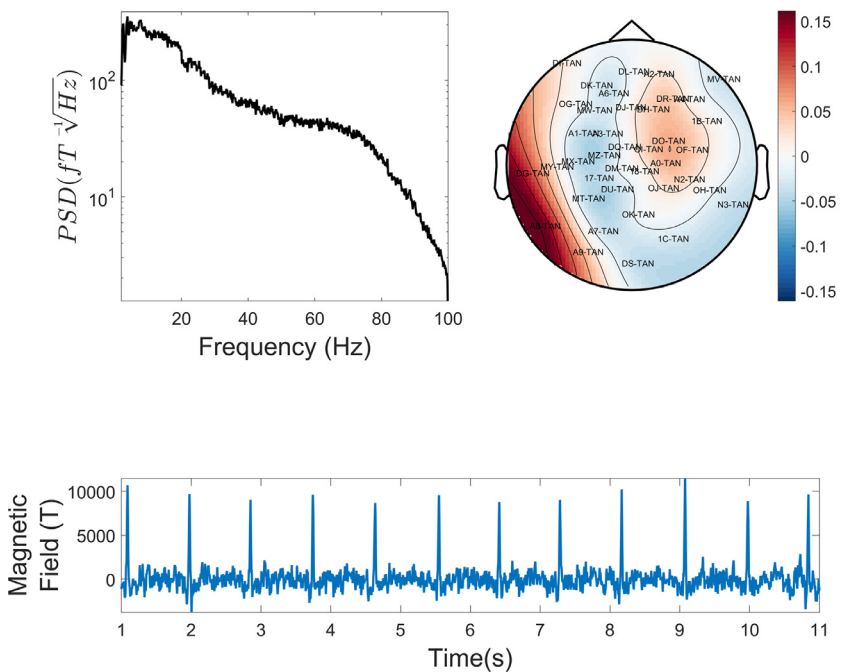 PSD(fT ⁻¹√Hz)
10²
10¹
20
40
60
80
100
Frequency (Hz)
DI-TAN
DL-TAN
A2-TAN
MV-TAN
DK-TAN
A6-TAN
OG-TAN
MW-TAN
DJ-TAN
DH-TAN
DR-TAN
1B-TAN
A1-TAN
A3-TAN
DO-TAN
DQ-TAN
OF-TAN
MZ-TAN
MX-TAN
MY-TAN
DG-TAN
DM-TAN
A0-TAN
17-TAN
N2-TAN
DU-TAN
OJ-TAN
OH-TAN
MT-TAN
N3-TAN
OK-TAN
A7-TAN
1C-TAN
A9-TAN
DS-TAN
0.15
0.1
0.05
0
-0.05
-0.1
-0.15
Magnetic
Field (T)
10000
5000
0
1
2
3
4
5
6
7
8
9
10
11
Time(s)